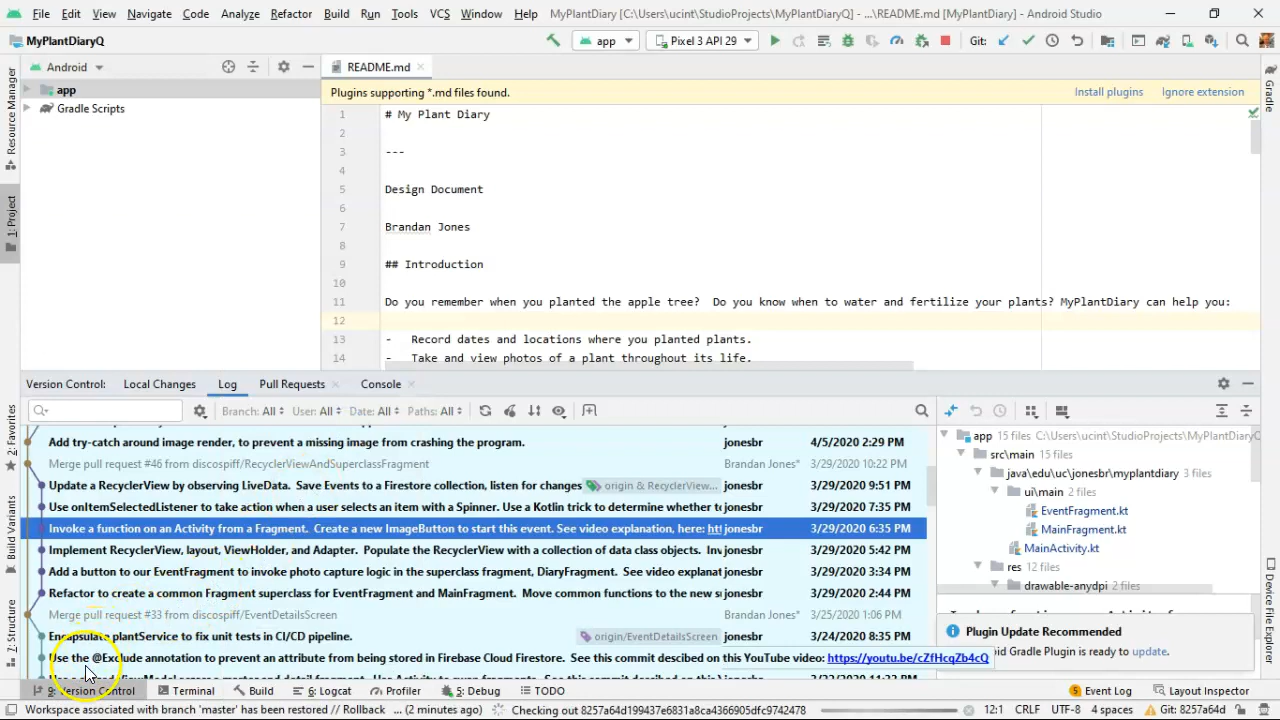 File Edit View Navigate Code Analyze Refactor Build Run Tools VCS Window Help MyPlantDiary [C:\Users\ucint\StudioProjects\MyPlantDiaryQ] - ...\README.md [MyPlantDiary] - Android Studio
MyPlantDiaryQ app Pixel 3 API 29 Git:
Android
README.md
app
Gradle Scripts
Plugins supporting *.md files found. Install plugins Ignore extension
1 # My Plant Diary
2
3 ---
4
5 Design Document
6
7 Brandan Jones
8
9 ## Introduction
10
11 Do you remember when you planted the apple tree? Do you know when to water and fertilize your plants? MyPlantDiary can help you:
12
13 - Record dates and locations where you planted plants.
14 - Take and view photos of a plant throughout its life.
Resource Manager
1: Project
2: Favorites
Build Variants
7: Structure
Gradle
Device File Explorer
Version Control: Local Changes Log Pull Requests Console
Branch: All User: All Date: All Paths: All
Add try-catch around image render, to prevent a missing image from crashing the program. jonesbr 4/5/2020 2:29 PM
Merge pull request #46 from discospiff/RecyclerViewAndSuperclassFragment Brandan Jones* 3/29/2020 10:22 PM
Update a RecyclerView by observing LiveData. Save Events to a Firestore collection, listen for changes origin & RecyclerView... jonesbr 3/29/2020 9:51 PM
Use onItemSelectedListener to take action when a user selects an item with a Spinner. Use a Kotlin trick to determine whether t jonesbr 3/29/2020 7:35 PM
Invoke a function on an Activity from a Fragment. Create a new ImageButton to start this event. See video explanation, here: htt jonesbr 3/29/2020 6:35 PM
Implement RecyclerView, layout, ViewHolder, and Adapter. Populate the RecyclerView with a collection of data class objects. Inv jonesbr 3/29/2020 5:42 PM
Add a button to our EventFragment to invoke photo capture logic in the superclass fragment, DiaryFragment. See video explanat jonesbr 3/29/2020 3:34 PM
Refactor to create a common Fragment superclass for EventFragment and MainFragment. Move common functions to the new s jonesbr 3/29/2020 2:44 PM
Merge pull request #33 from discospiff/EventDetailsScreen Brandan Jones* 3/25/2020 1:06 PM
Encapsulate plantService to fix unit tests in CI/CD pipeline. origin/EventDetailsScreen jonesbr 3/24/2020 8:35 PM
Use the @Exclude annotation to prevent an attribute from being stored in Firebase Cloud Firestore. See this commit descibed on this YouTube video: https://youtu.be/cZfHcqZb4cQ
app 15 files C:\Users\ucint\StudioProjects\MyPlantDiaryQ
src\main 15 files
java\edu\uc\jonesbr\myplantdiary 3 files
ui\main 2 files
EventFragment.kt
MainFragment.kt
MainActivity.kt
res 12 files
drawable-anydpi 2 files
Plugin Update Recommended
id Gradle Plugin is ready to update.
9: Version Control Terminal Build 6: Logcat Profiler 5: Debug TODO Event Log Layout Inspector
Workspace associated with branch 'master' has been restored // Rollback ... (2 minutes ago) Checking out 8257a64d199437e6831a8ca4366905dfc9742478 12:1 CRLF UTF-8 4 spaces Git: 8257a64d